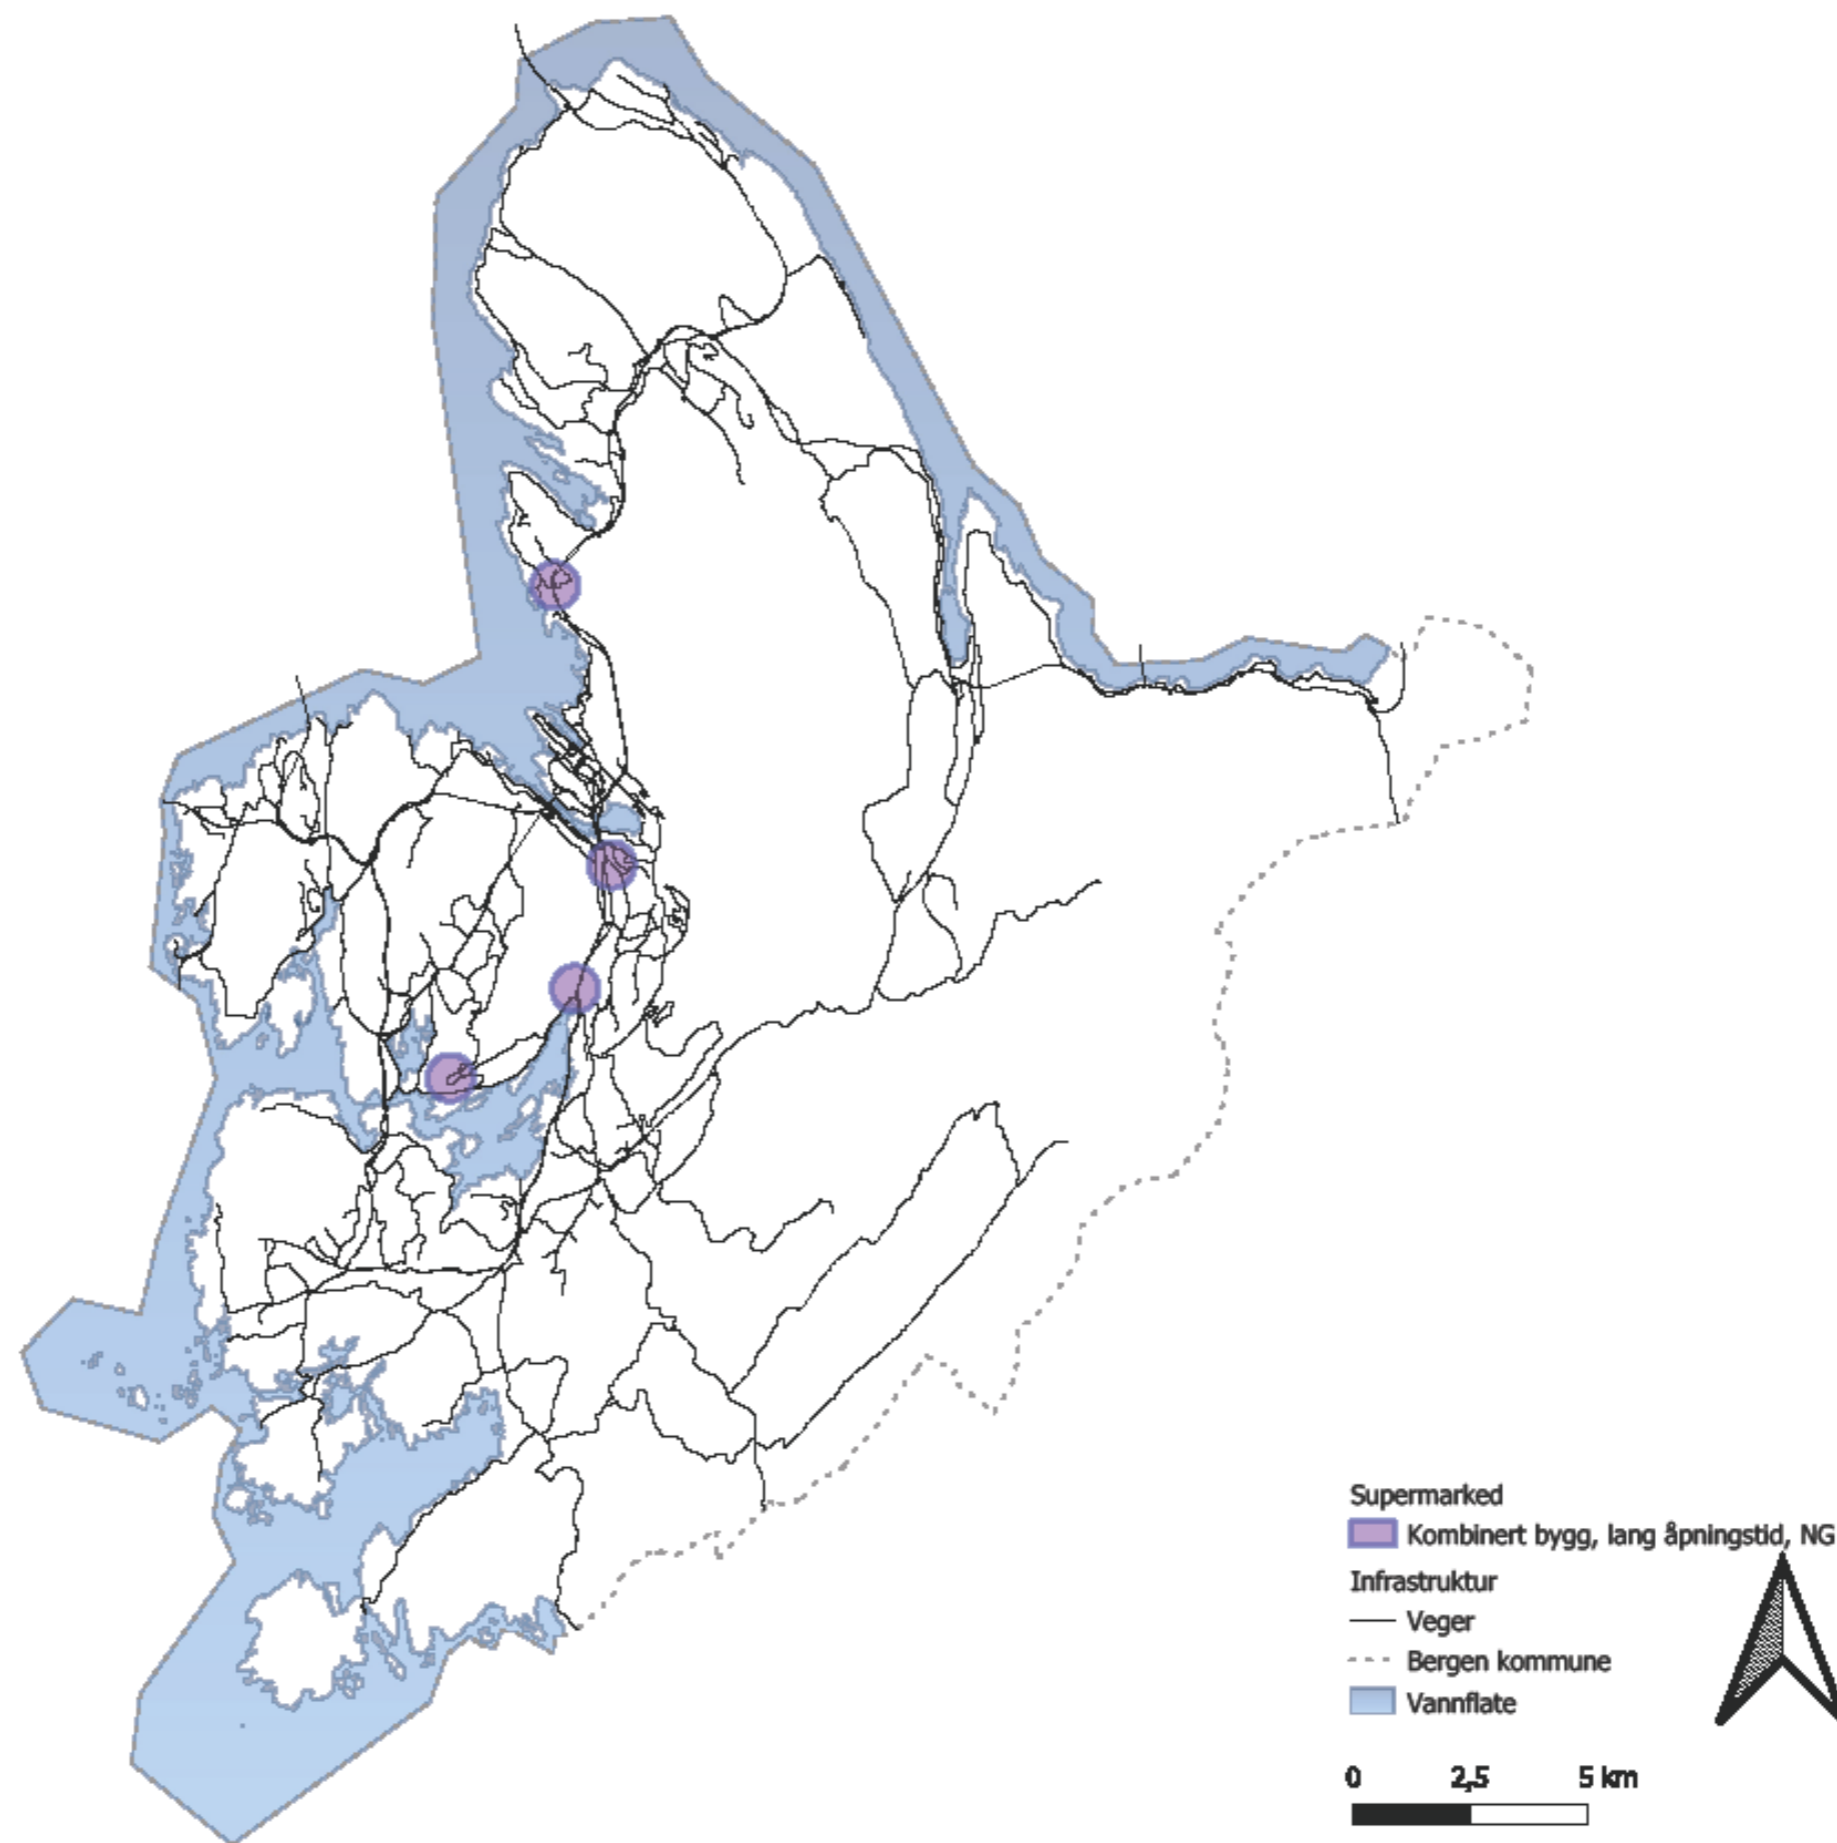 Supermarked
Kombinert bygg, lang åpningstid, NG
Infrastruktur
Veger
Bergen kommune
Vannflate
0 2,5 5 km